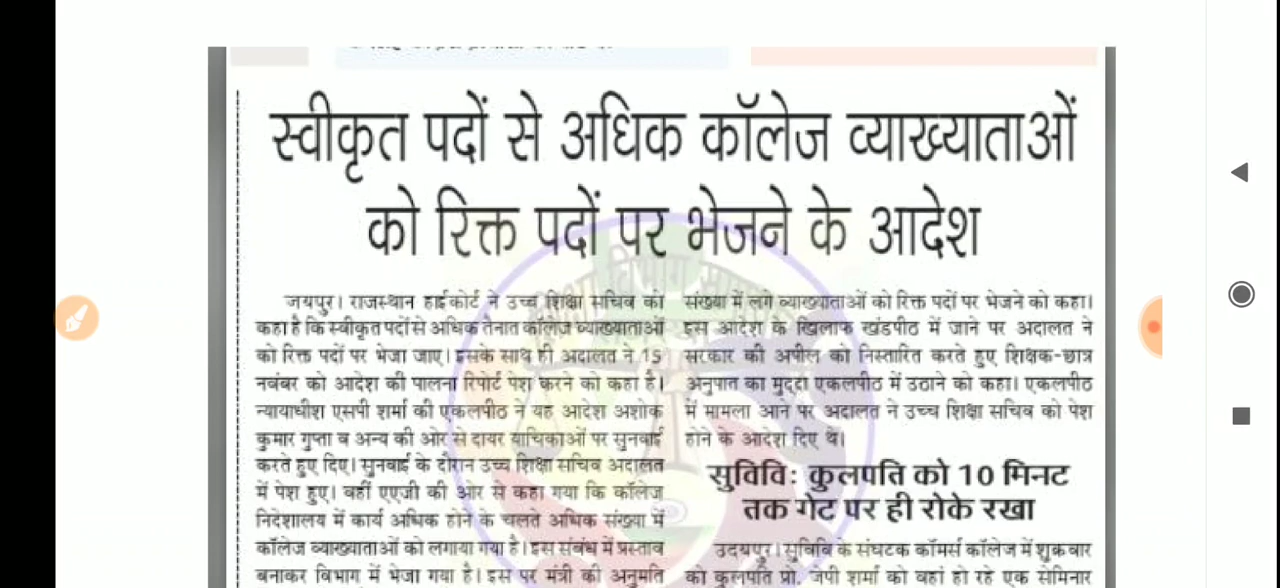 स्वीकृत पदों से अधिक कॉलेज व्याख्याताओं
को रिक्त पदों पर भेजने के आदेश
जयपुर। राजस्थान हाईकोर्ट ने उच्च शिक्षा सचिव को
कहा है कि स्वीकृत पदों से अधिक तैनात कॉलेज व्याख्याताओं
को रिक्त पदों पर भेजा जाए। इसके साथ ही अदालत ने 15
नवंबर को आदेश की पालना रिपोर्ट पेश करने को कहा है।
न्यायाधीश एसपी शर्मा की एकलपीठ ने यह आदेश अशोक
कुमार गुप्ता व अन्य की ओर से दायर याचिकाओं पर सुनवाई
करते हुए दिए। सुनवाई के दौरान उच्च शिक्षा सचिव अदालत
में पेश हुए। वहीं एएजी की ओर से कहा गया कि कॉलेज
निदेशालय में कार्य अधिक होने के चलते अधिक संख्या में
कॉलेज व्याख्याताओं को लगाया गया है। इस संबंध में प्रस्ताव
बनाकर विभाग में भेजा गया है। इस पर मंत्री की अनुमति
संख्या में लगे व्याख्याताओं को रिक्त पदों पर भेजने को कहा।
इस आदेश के खिलाफ खंडपीठ में जाने पर अदालत ने
सरकार की अपील को निस्तारित करते हुए शिक्षक-छात्र
अनुपात का मुद्दा एकलपीठ में उठाने को कहा। एकलपीठ
में मामला आने पर अदालत ने उच्च शिक्षा सचिव को पेश
होने के आदेश दिए थे।
सुविवि: कुलपति को 10 मिनट
तक गेट पर ही रोके रखा
उदयपुर। सुविवि के संघटक कॉमर्स कॉलेज में शुक्रवार
को कुलपति प्रो. जेपी शर्मा को वहां हो रहे एक सेमिनार